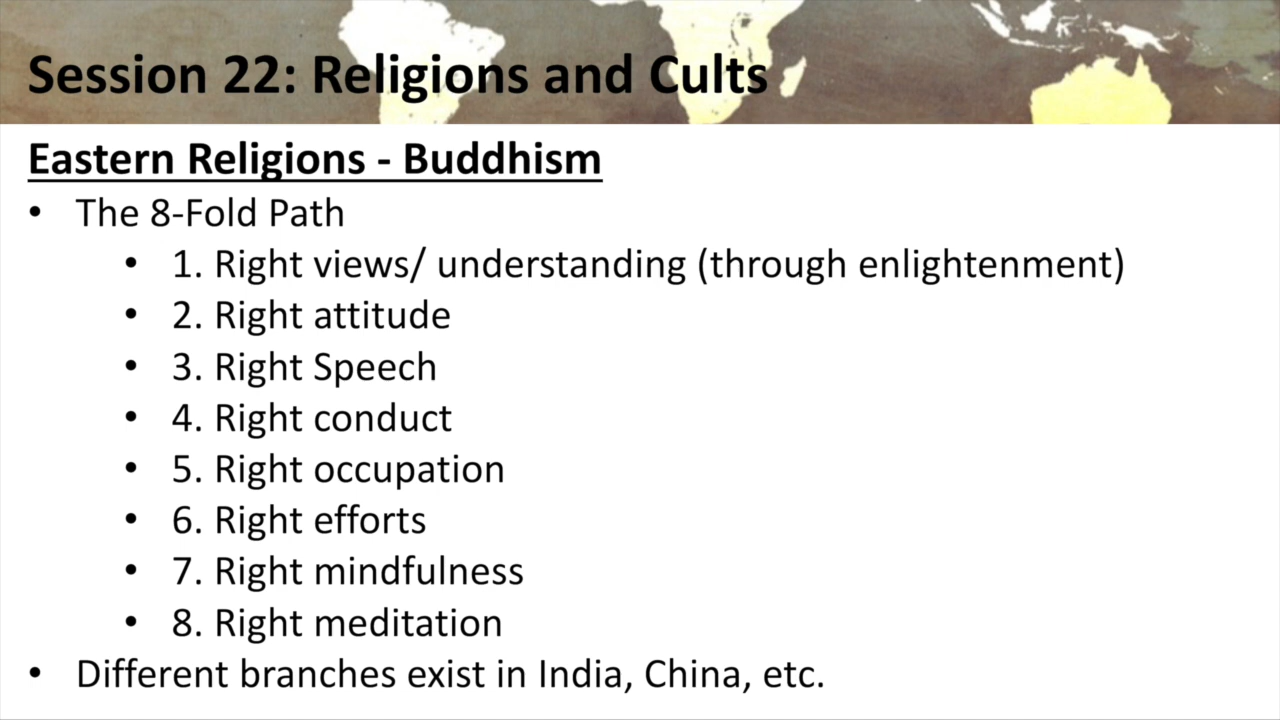 Session 22: Religions and Cults
Eastern Religions - Buddhism
• The 8-Fold Path
• 1. Right views/ understanding (through enlightenment)
• 2. Right attitude
• 3. Right Speech
• 4. Right conduct
• 5. Right occupation
• 6. Right efforts
• 7. Right mindfulness
• 8. Right meditation
• Different branches exist in India, China, etc.